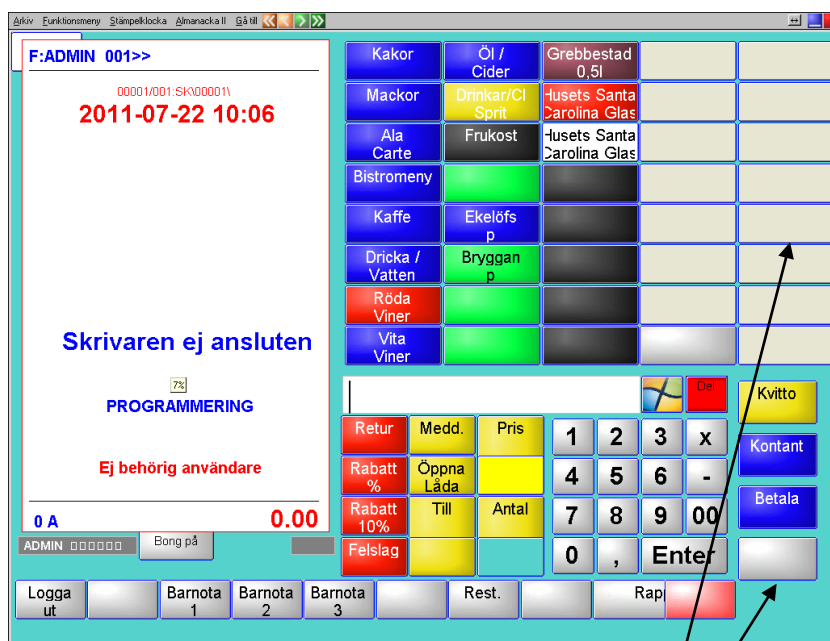 Arkiv Funktionsmeny Stämpelklocka Almanacka II Gå till
F:ADMIN 001>>
00001/001:SK\00001\
2011-07-22 10:06
Skrivaren ej ansluten
7%
PROGRAMMERING
Ej behörig användare
0 A 0.00
ADMIN
Bong på
Kakor
Öl /
Cider
Grebbestad
0,5l
Mackor
Drinkar/Cl
Sprit
Husets Santa
Carolina Glas
Ala
Carte
Frukost
Husets Santa
Carolina Glas
Bistromeny
Kaffe
Ekelöfs
p
Dricka /
Vatten
Bryggan
p
Röda
Viner
Vita
Viner
Del
Kvitto
Retur
Medd.
Pris
1 2 3 x
Kontant
Rabatt
%
Öppna
Låda
4 5 6 -
Betala
Rabatt
10%
Till
Antal
7 8 9 00
Felslag
0 , Enter
Logga
ut
Barnota
1
Barnota
2
Barnota
3
Rest.
Rap